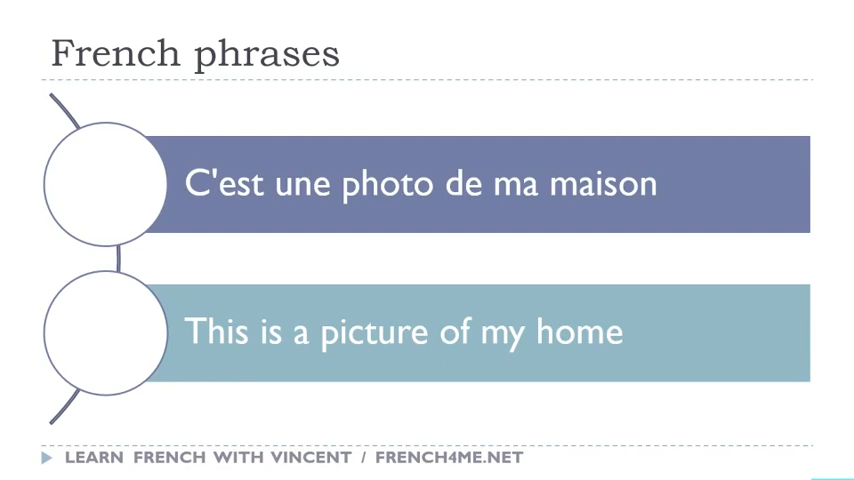 French phrases
C'est une photo de ma maison
This is a picture of my home
LEARN FRENCH WITH VINCENT / FRENCH4ME.NET